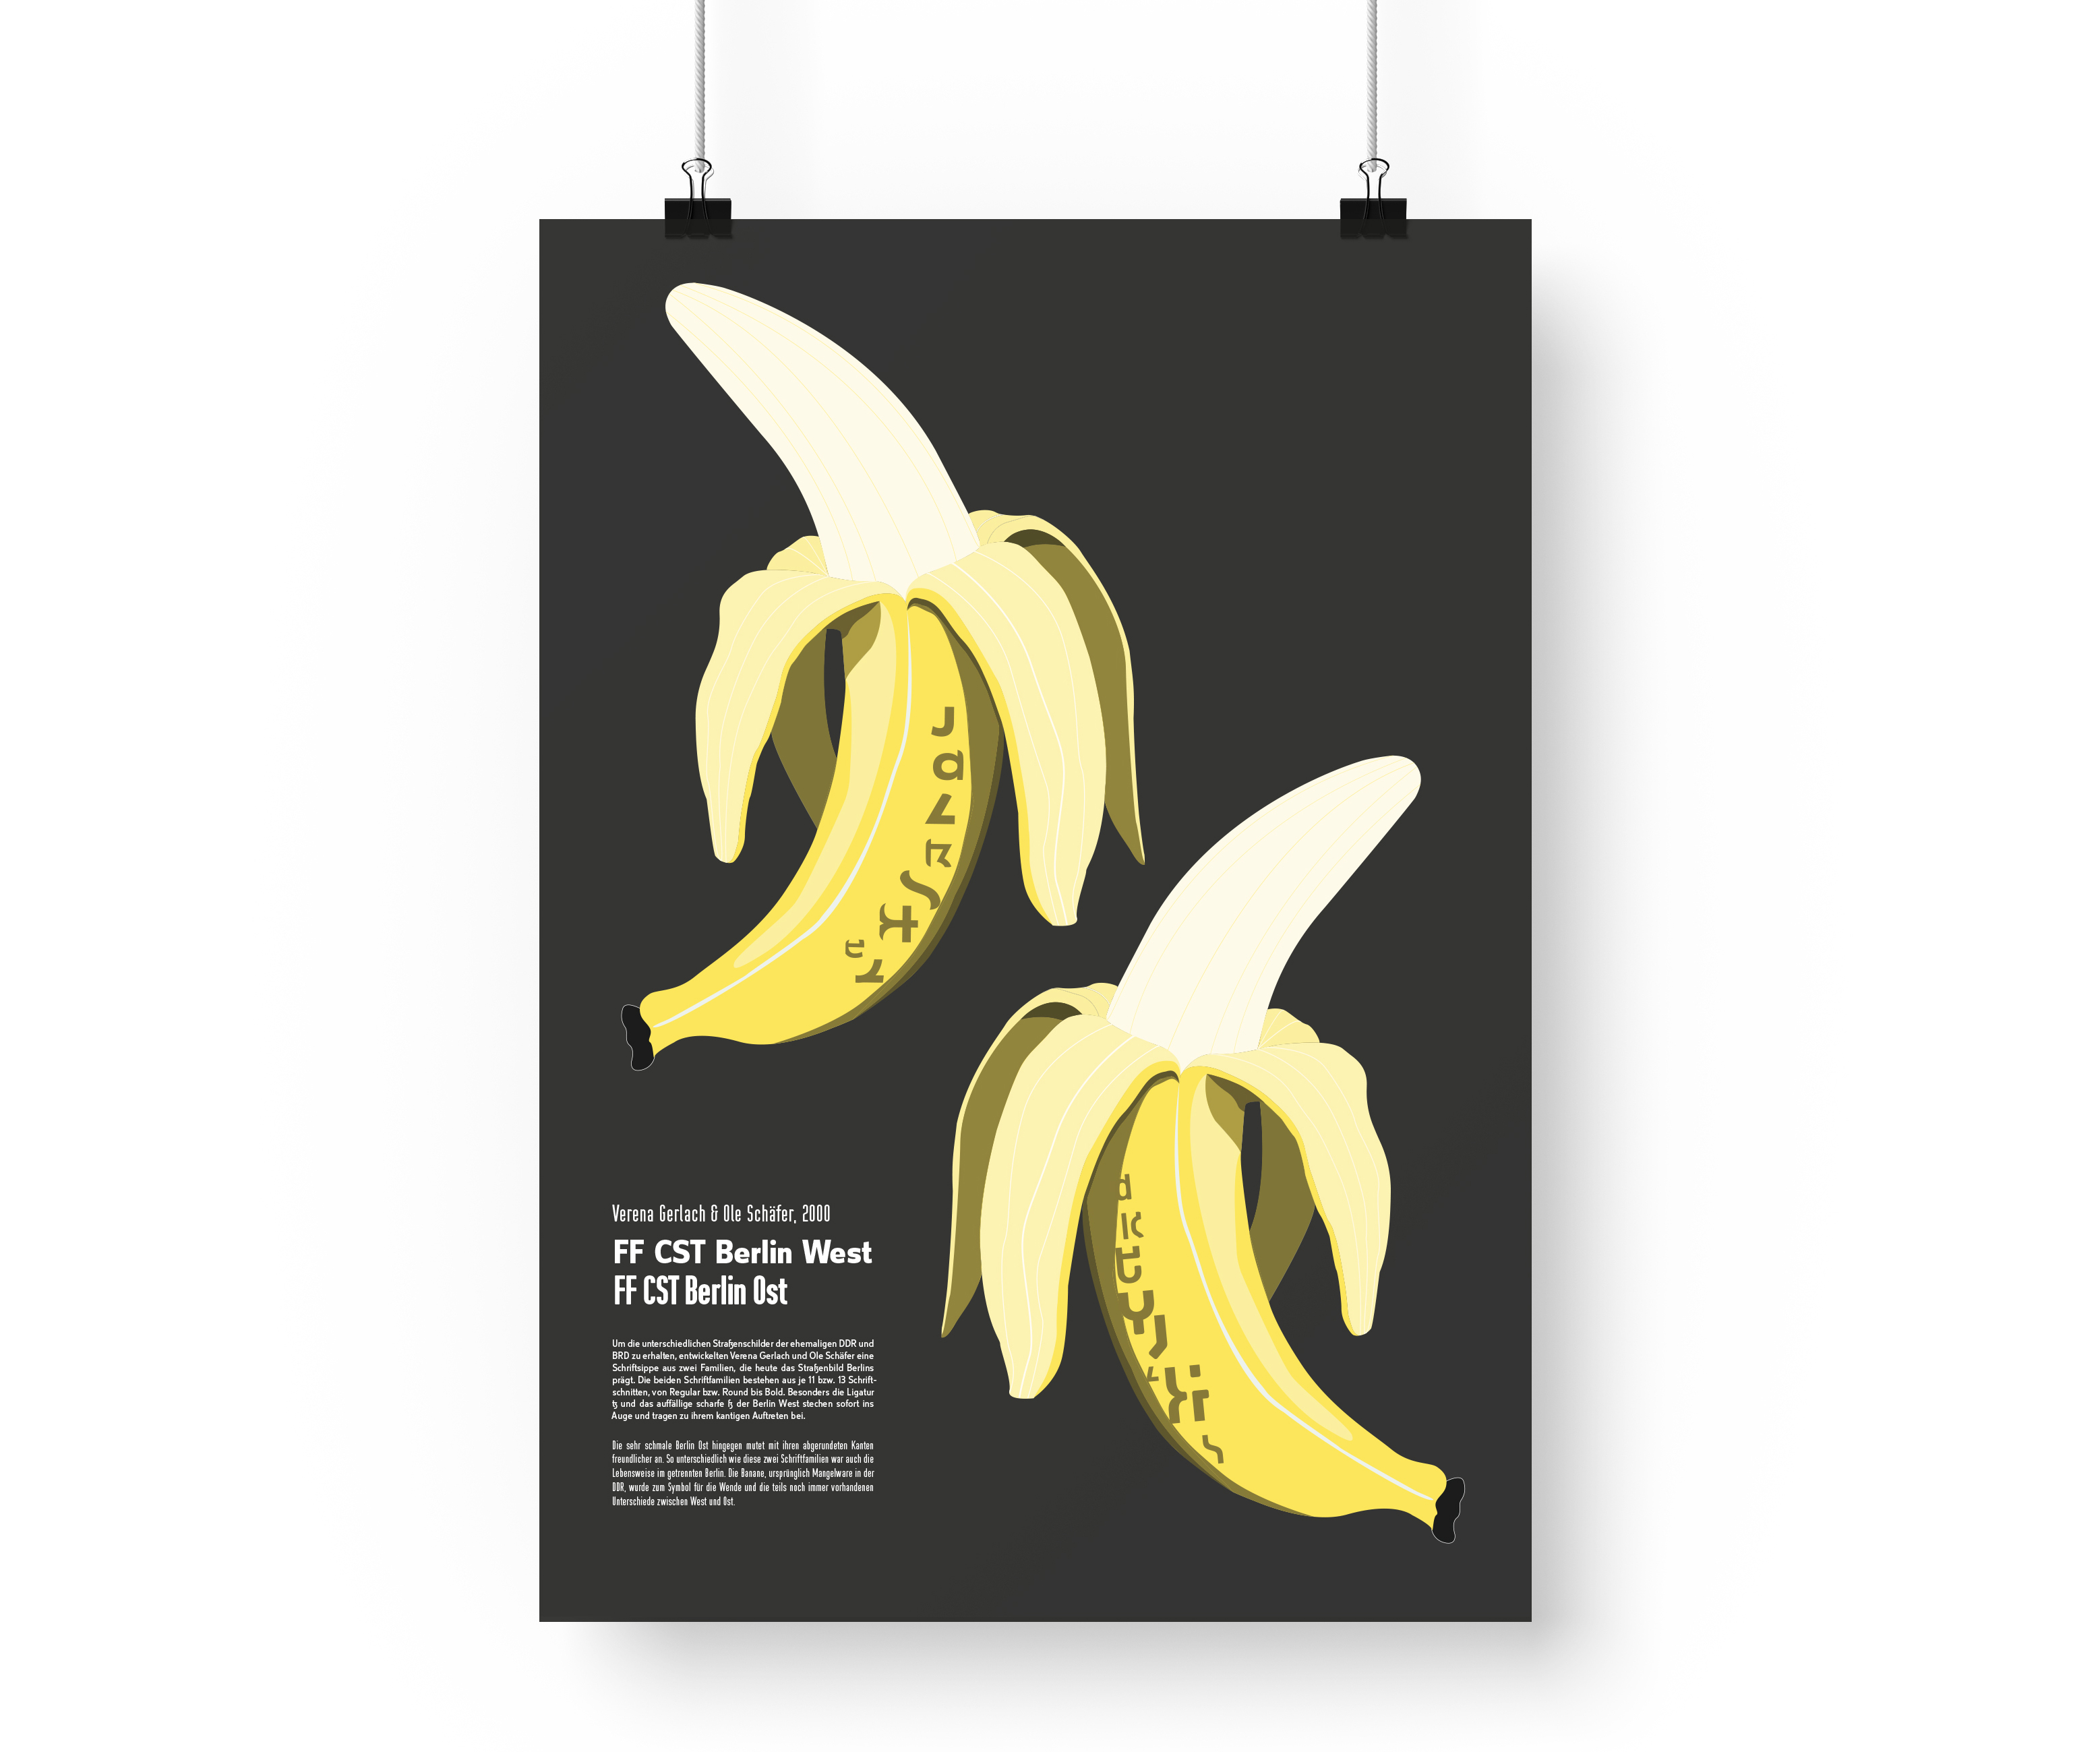 Verena Gerlach & Ole Schäfer, 2000
FF CST Berlin West
FF CST Berlin Ost
Um die unterschiedlichen Straßenschilder der ehemaligen DDR und
BRD zu erhalten, entwickelten Verena Gerlach und Ole Schäfer eine
Schriftsippe aus zwei Familien, die heute das Straßenbild Berlins
prägt. Die beiden Schriftfamilien bestehen aus je 11 bzw. 13 Schrift-
schnitten, von Regular bzw. Round bis Bold. Besonders die Ligatur
tz und das auffällige scharfe ß der Berlin West stechen sofort ins
Auge und tragen zu ihrem kantigen Auftreten bei.
Die sehr schmale Berlin Ost hingegen mutet mit ihren abgerundeten Kanten
freundlicher an. So unterschiedlich wie diese zwei Schriftfamilien war auch die
Lebensweise im getrennten Berlin. Die Banane, ursprünglich Mangelware in der
DDR, wurde zum Symbol für die Wende und die teils noch immer vorhandenen
Unterschiede zwischen West und Ost.